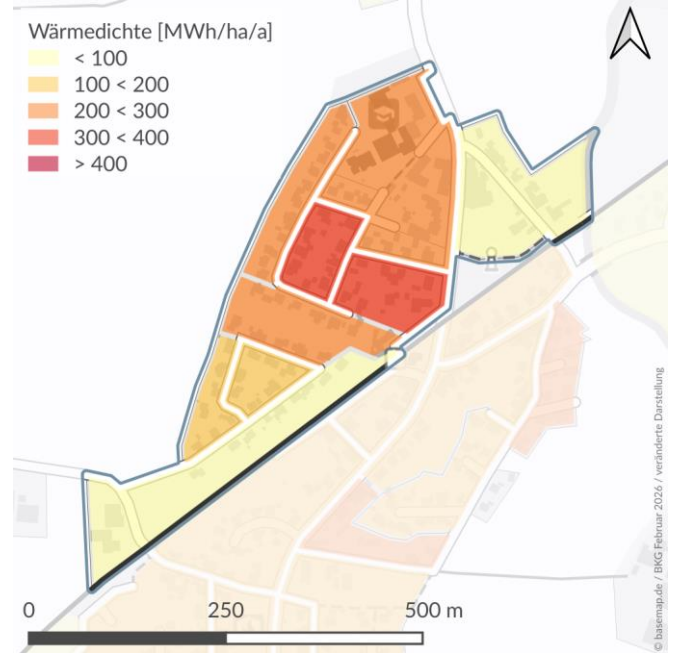 Wärmedichte [MWh/ha/a]
< 100
100 < 200
200 < 300
300 < 400
> 400
0 250 500 m
© basemap.de / BKG Februar 2026 / veränderte Darstellung